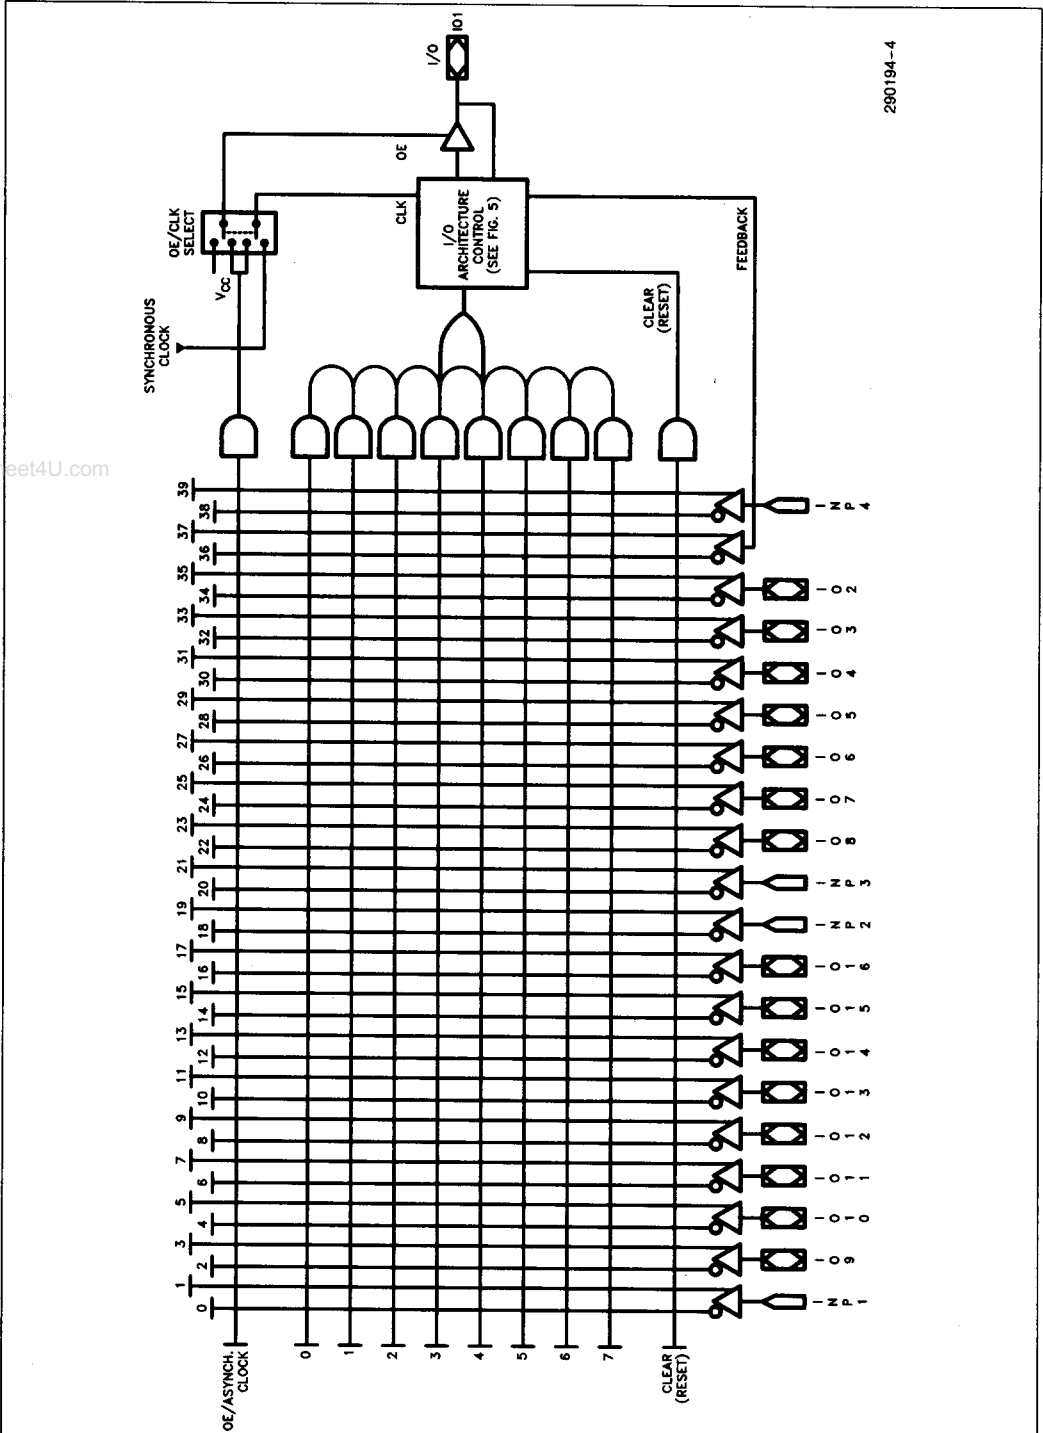 290194-4
I/O
IO1
OE
OE/CLK
SELECT
VCC
SYNCHRONOUS
CLOCK
CLK
I/O
ARCHITECTURE
CONTROL
(SEE FIG. 5)
CLEAR
(RESET)
FEEDBACK
eet4U.com
39
38
37
36
35
34
33
32
31
30
29
28
27
26
25
24
23
22
21
20
19
18
17
16
15
14
13
12
11
10
9
8
7
6
5
4
3
2
1
0
INP4
IO2
IO3
IO4
IO5
IO6
IO7
IO8
INP3
INP2
IO16
IO15
IO14
IO13
IO12
IO11
IO10
IO9
INP1
OE/ASYNCH.
CLOCK
0
1
2
3
4
5
6
7
CLEAR
(RESET)